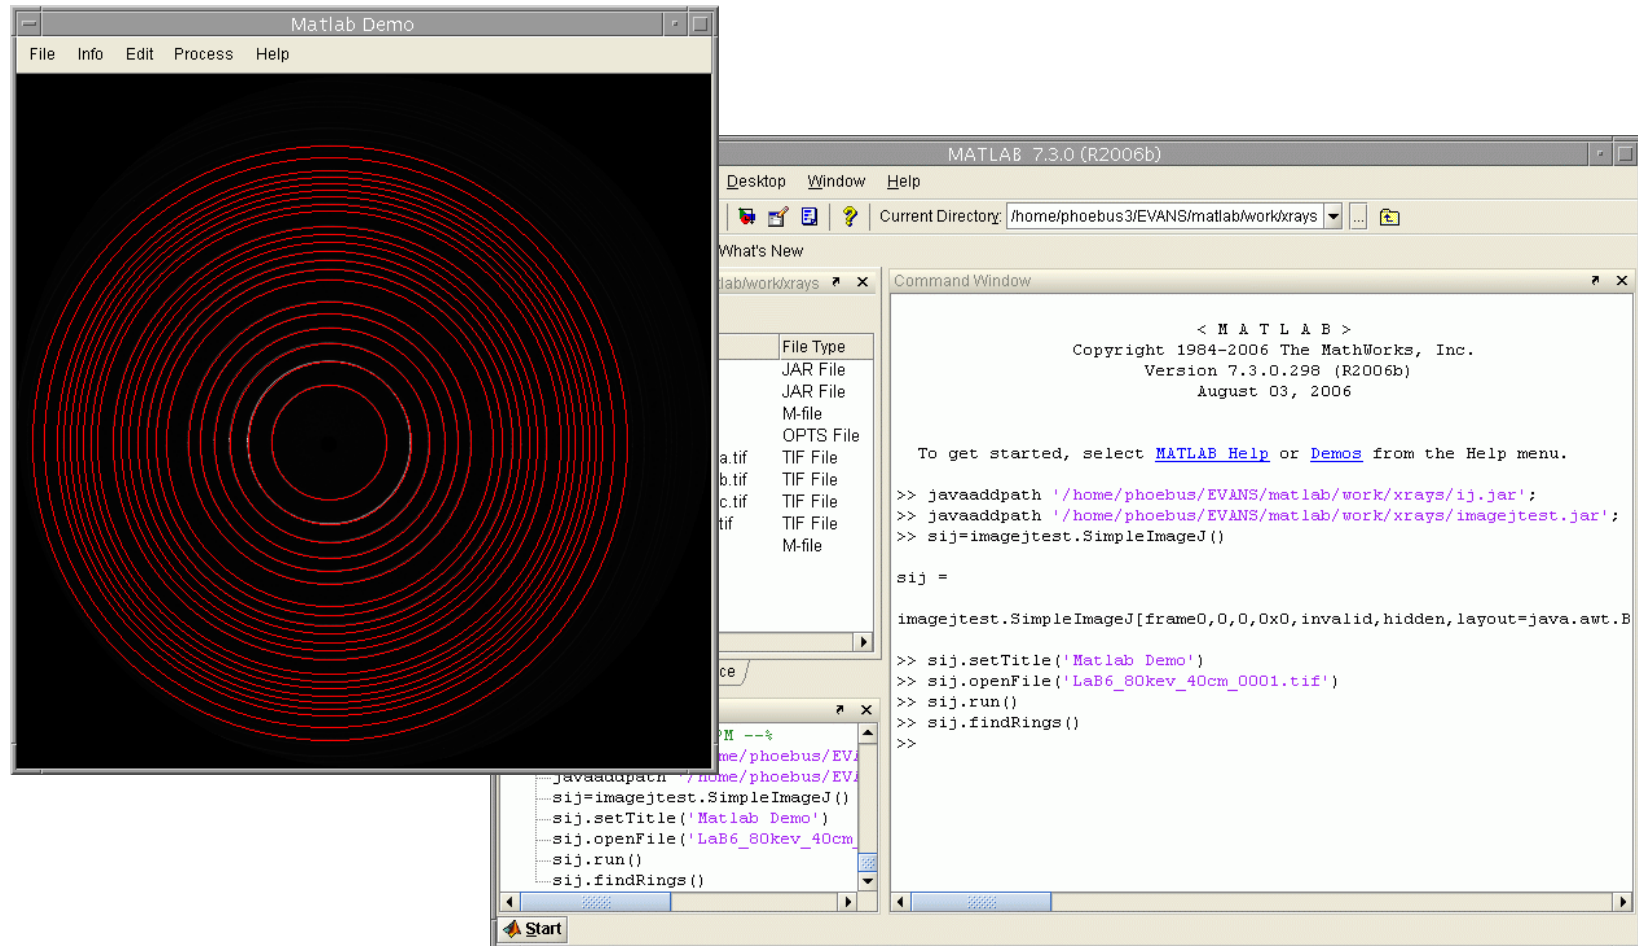 Matlab Demo
File Info Edit Process Help
MATLAB 7.3.0 (R2006b)
Desktop Window Help
Current Directory: /home/phoebus3/EVANS/matlab/work/xrays ...
What's New
lab/work/xrays
File Type
JAR File
JAR File
M-file
OPTS File
a.tif TIF File
b.tif TIF File
c.tif TIF File
tif TIF File
M-file
ce
PM --%
me/phoebus/EVA
javaaddpath '/home/phoebus/EVA
sij=imagejtest.SimpleImageJ()
sij.setTitle('Matlab Demo')
sij.openFile('LaB6_80kev_40cm_
sij.run()
sij.findRings()
Command Window
< M A T L A B >
Copyright 1984-2006 The MathWorks, Inc.
Version 7.3.0.298 (R2006b)
August 03, 2006
To get started, select MATLAB Help or Demos from the Help menu.
>> javaaddpath '/home/phoebus/EVANS/matlab/work/xrays/ij.jar';
>> javaaddpath '/home/phoebus/EVANS/matlab/work/xrays/imagejtest.jar';
>> sij=imagejtest.SimpleImageJ()
sij =
imagejtest.SimpleImageJ[frame0,0,0,0x0,invalid,hidden,layout=java.awt.B
>> sij.setTitle('Matlab Demo')
>> sij.openFile('LaB6_80kev_40cm_0001.tif')
>> sij.run()
>> sij.findRings()
>>
Start